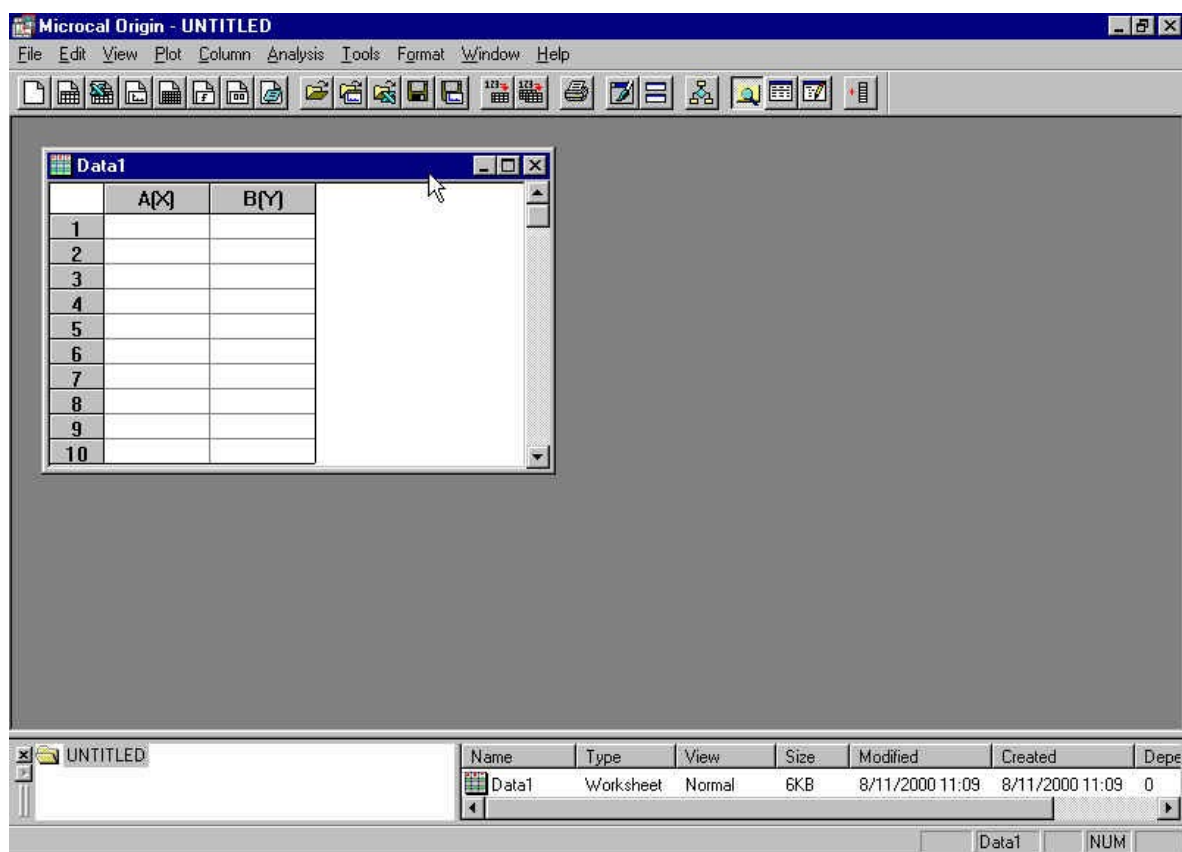 Microcal Origin - UNTITLED
File Edit View Plot Column Analysis Tools Format Window Help
Data1
A(X) B(Y)
1
2
3
4
5
6
7
8
9
10
UNTITLED
Name Type View Size Modified Created Depe
Data1 Worksheet Normal 6KB 8/11/2000 11:09 8/11/2000 11:09 0
Data1 NUM